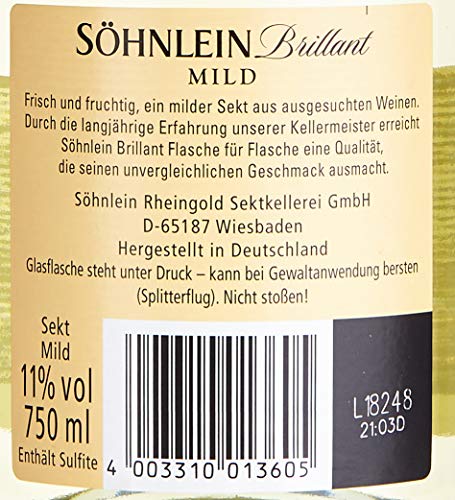 SÖHNLEIN Brillant
MILD
Frisch und fruchtig, ein milder Sekt aus ausgesuchten Weinen.
Durch die langjährige Erfahrung unserer Kellermeister erreicht
Söhnlein Brillant Flasche für Flasche eine Qualität,
die seinen unvergleichlichen Geschmack ausmacht.
Söhnlein Rheingold Sektkellerei GmbH
D-65187 Wiesbaden
Hergestellt in Deutschland
Glasflasche steht unter Druck – kann bei Gewaltanwendung bersten
(Splitterflug). Nicht stoßen!
Sekt
Mild
11% vol
750 ml
Enthält Sulfite
4 003310 013605
L18248
21:03D